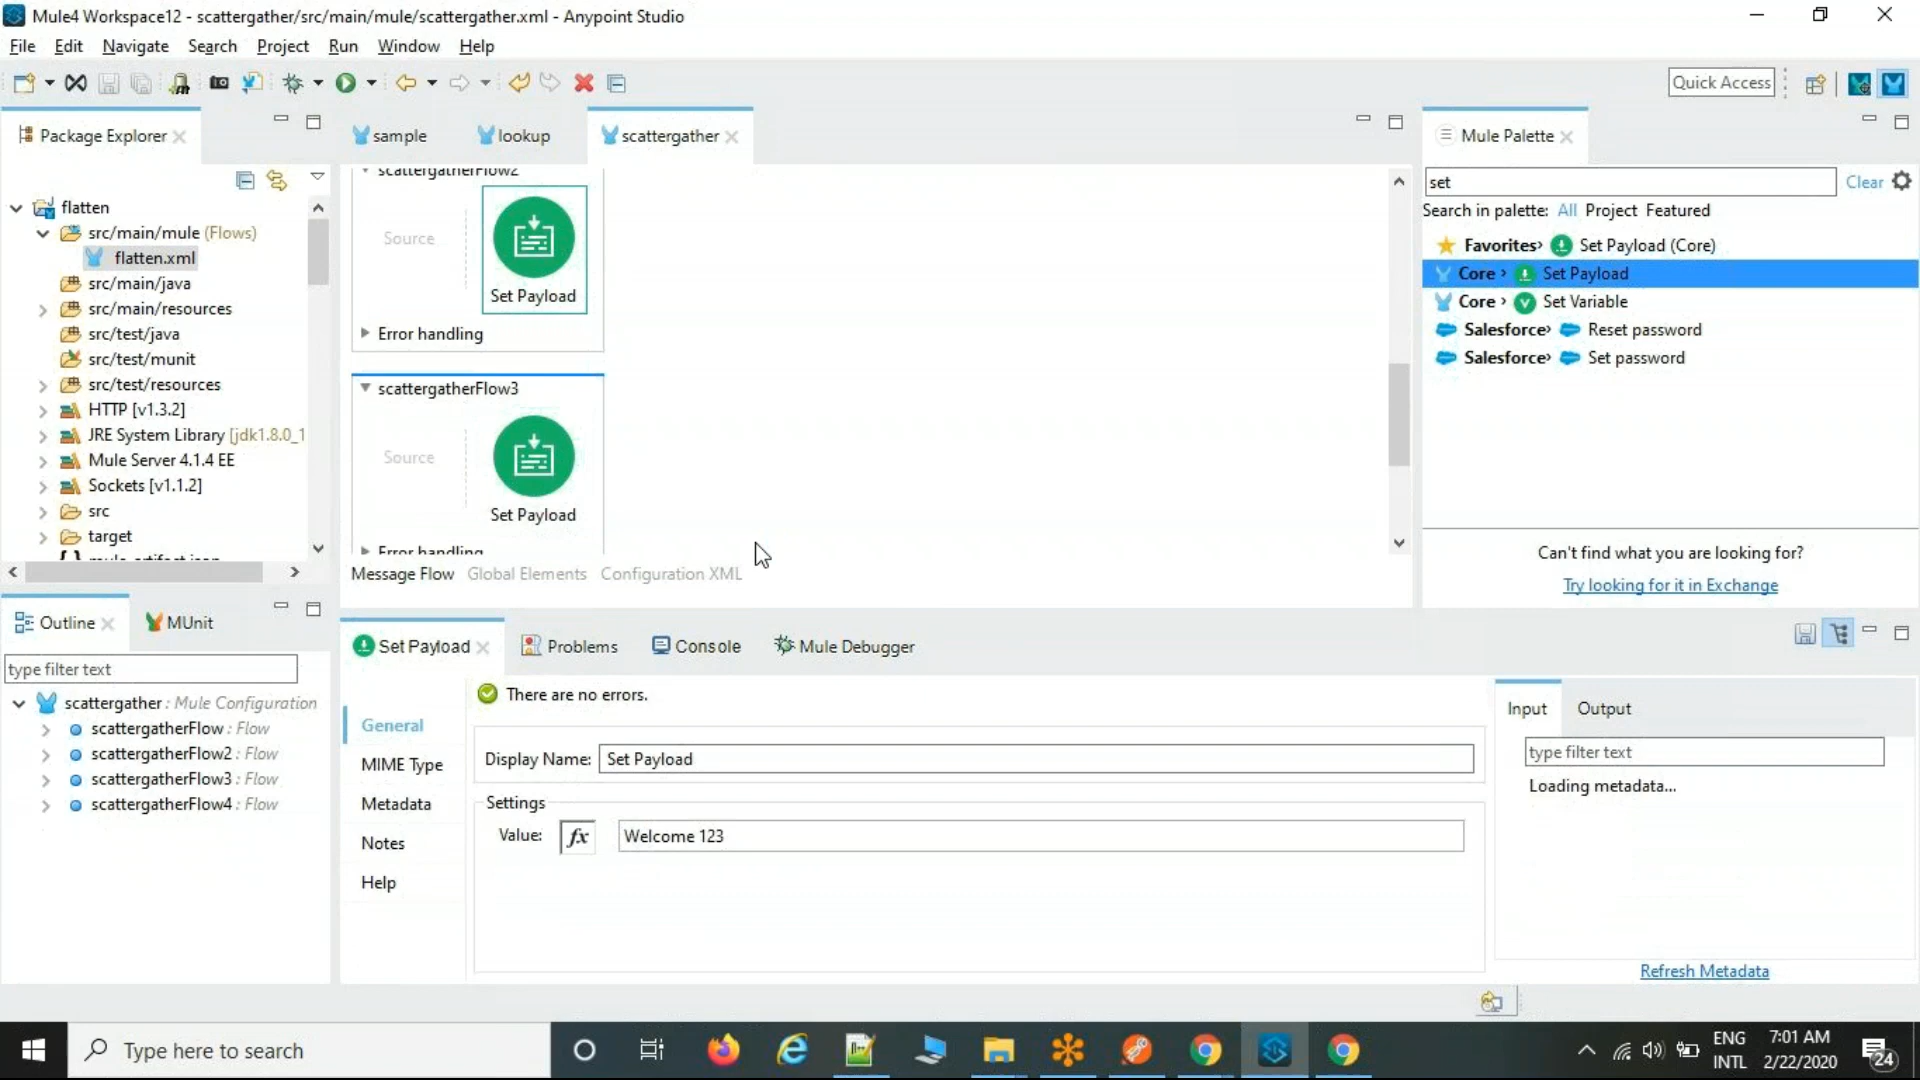 Mule4 Workspace12 - scattergather/src/main/mule/scattergather.xml - Anypoint Studio
File Edit Navigate Search Project Run Window Help
Quick Access
Package Explorer
flatten
src/main/mule (Flows)
flatten.xml
src/main/java
src/main/resources
src/test/java
src/test/munit
src/test/resources
HTTP [v1.3.2]
JRE System Library [jdk1.8.0_1
Mule Server 4.1.4 EE
Sockets [v1.1.2]
src
target
sample
lookup
scattergather
scattergatherFlow2
Source
Set Payload
Error handling
scattergatherFlow3
Source
Set Payload
Error handling
Message Flow Global Elements Configuration XML
Mule Palette
set
Clear
Search in palette: All Project Featured
Favorites> Set Payload (Core)
Core > Set Payload
Core > Set Variable
Salesforce> Reset password
Salesforce> Set password
Can't find what you are looking for?
Try looking for it in Exchange
Outline
MUnit
type filter text
scattergather : Mule Configuration
scattergatherFlow : Flow
scattergatherFlow2 : Flow
scattergatherFlow3 : Flow
scattergatherFlow4 : Flow
Set Payload
Problems
Console
Mule Debugger
There are no errors.
General
MIME Type
Metadata
Notes
Help
Display Name: Set Payload
Settings
Value: fx Welcome 123
Input Output
type filter text
Loading metadata...
Refresh Metadata
Type here to search
ENG
INTL
7:01 AM
2/22/2020
24